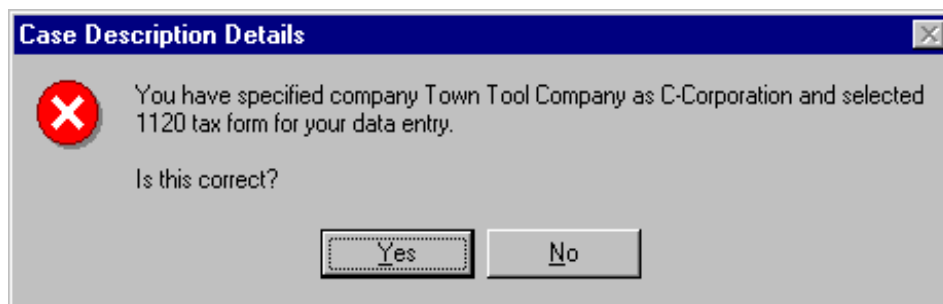 Case Description Details
You have specified company Town Tool Company as C-Corporation and selected
1120 tax form for your data entry.
Is this correct?
Yes No